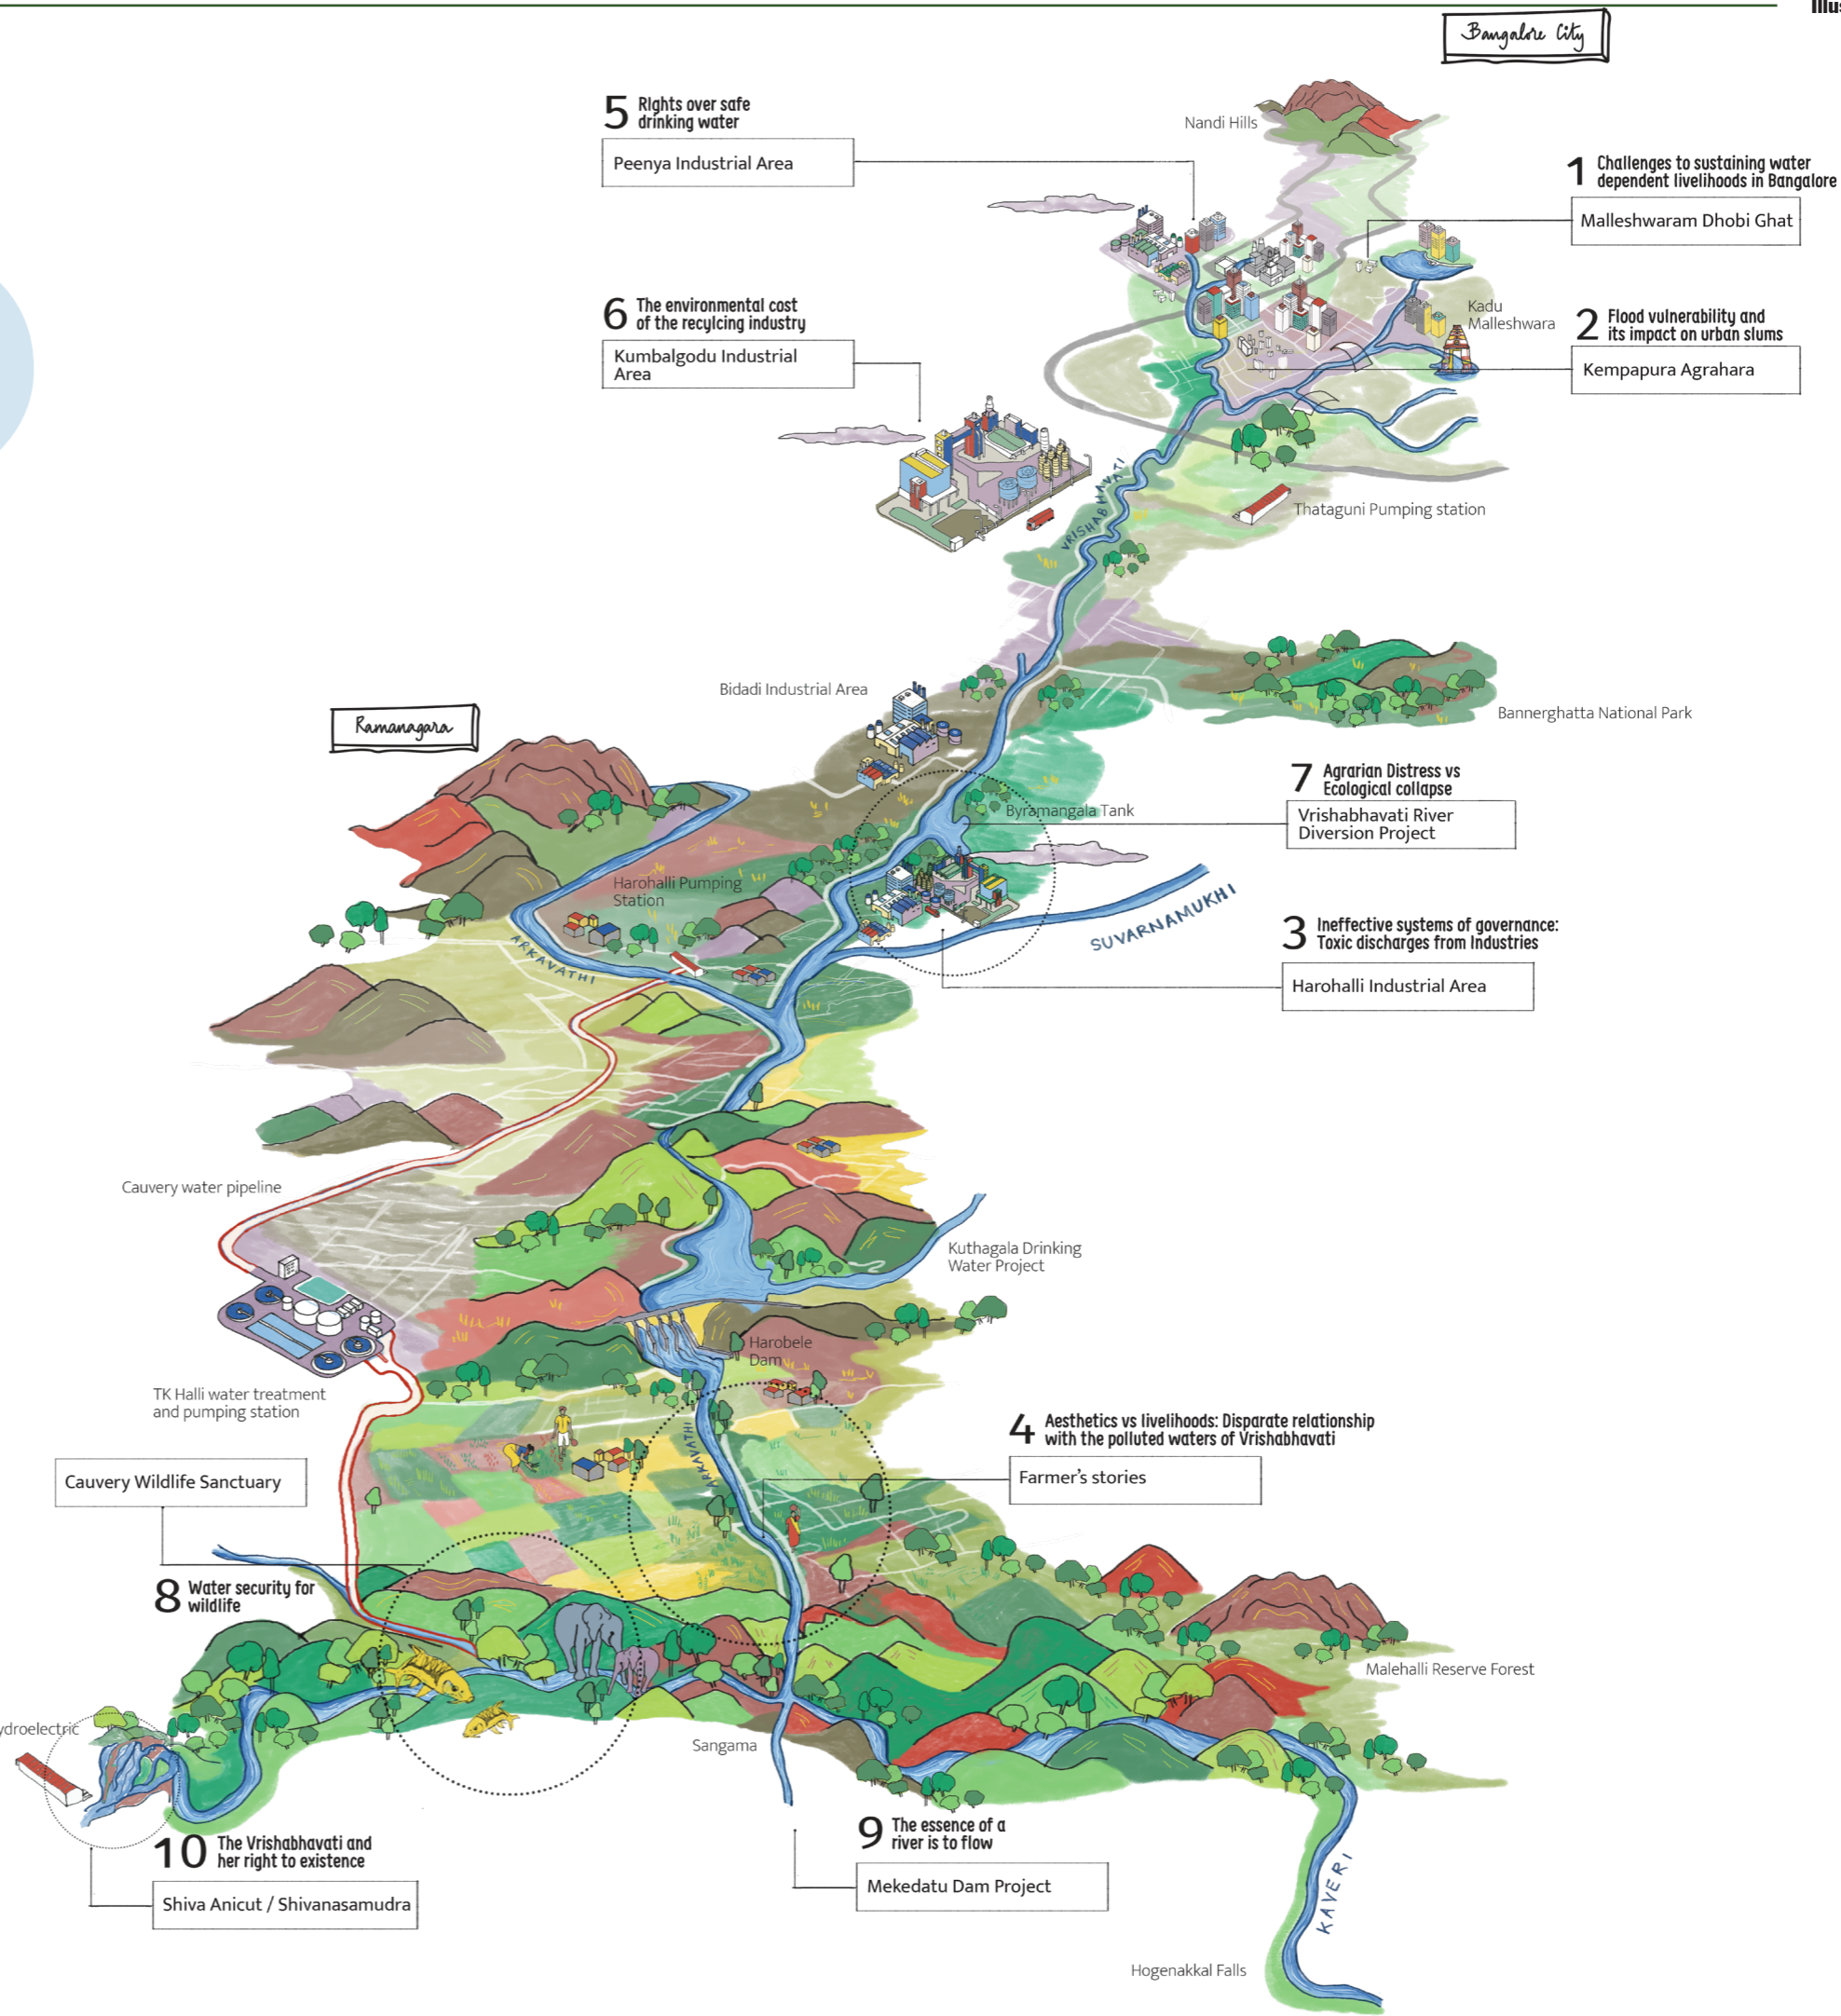 Bangalore City
Nandi Hills
5 RIghts over safe
drinking water
Peenya Industrial Area
1 Challenges to sustaining water
dependent livelihoods in Bangalore
Malleshwaram Dhobi Ghat
6 The environmental cost
of the recylcing industry
Kumbalgodu Industrial
Area
Kadu
Malleshwara
2 Flood vulnerability and
its impact on urban slums
Kempapura Agrahara
VRISHABHAVATI
Thataguni Pumping station
Bidadi Industrial Area
Bannerghatta National Park
Ramanagara
7 Agrarian Distress vs
Ecological collapse
Vrishabhavati River
Diversion Project
Byramangala Tank
Harohalli Pumping
Station
ARKAVATHI
SUVARNAMUKHI
3 Ineffective systems of governance:
Toxic discharges from Industries
Harohalli Industrial Area
Cauvery water pipeline
Kuthagala Drinking
Water Project
Harobele
Dam
TK Halli water treatment
and pumping station
ARKAVATHI
4 Aesthetics vs livelihoods: Disparate relationship
with the polluted waters of Vrishabhavati
Farmer's stories
Cauvery Wildlife Sanctuary
8 Water security for
wildlife
Malehalli Reserve Forest
Sangama
10 The Vrishabhavati and
her right to existence
Shiva Anicut / Shivanasamudra
9 The essence of a
river is to flow
Mekedatu Dam Project
KAVERI
Hogenakkal Falls